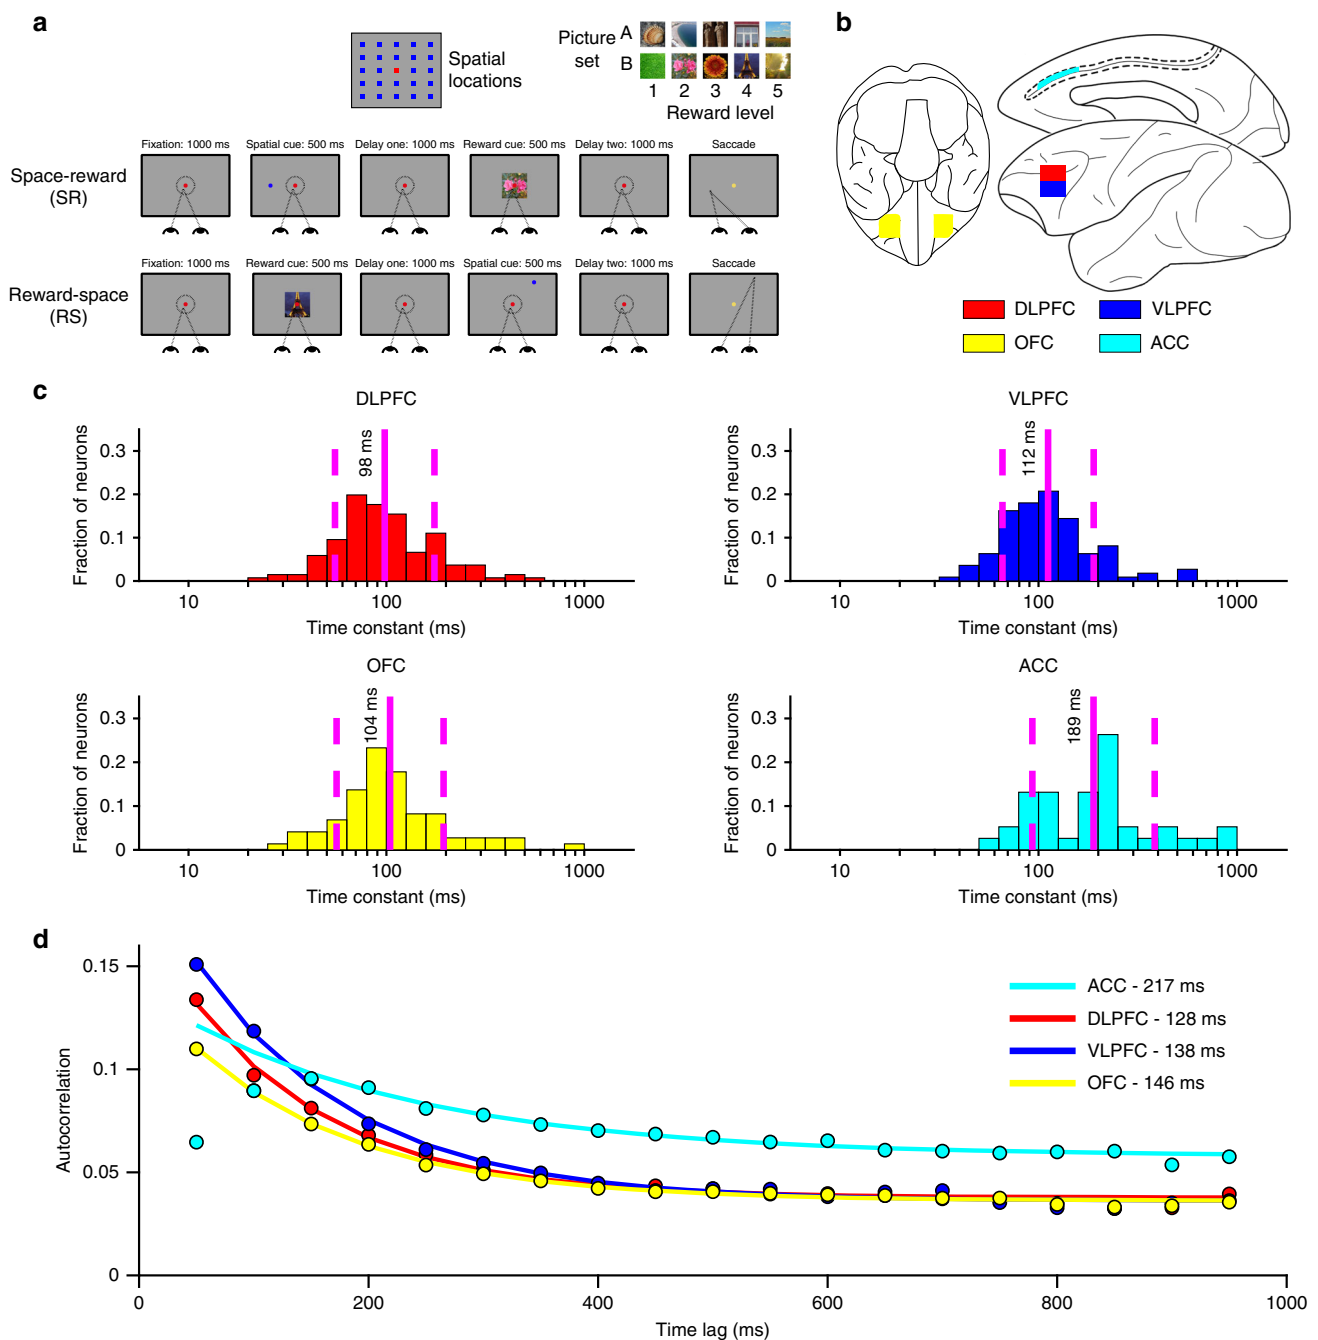 a
Spatial
locations
Picture
set
A
B
1 2 3 4 5
Reward level
Space-reward
(SR)
Fixation: 1000 ms
Spatial cue: 500 ms
Delay one: 1000 ms
Reward cue: 500 ms
Delay two: 1000 ms
Saccade
Reward-space
(RS)
Fixation: 1000 ms
Reward cue: 500 ms
Delay one: 1000 ms
Spatial cue: 500 ms
Delay two: 1000 ms
Saccade
b
DLPFC
VLPFC
OFC
ACC
c
DLPFC
Fraction of neurons
0.3
0.2
0.1
0
98 ms
10 100 1000
Time constant (ms)
VLPFC
Fraction of neurons
0.3
0.2
0.1
0
112 ms
10 100 1000
Time constant (ms)
OFC
Fraction of neurons
0.3
0.2
0.1
0
104 ms
10 100 1000
Time constant (ms)
ACC
Fraction of neurons
0.3
0.2
0.1
0
189 ms
10 100 1000
Time constant (ms)
d
Autocorrelation
0.15
0.1
0.05
0
ACC - 217 ms
DLPFC - 128 ms
VLPFC - 138 ms
OFC - 146 ms
0 200 400 600 800 1000
Time lag (ms)